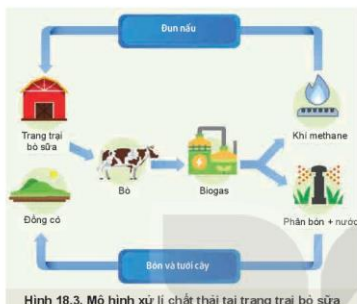 Đun nấu
Trang trại
bò sữa
Bò
Biogas
Khí methane
Đồng cỏ
Phân bón + nước
Bón và tưới cây
Hình 18.3. Mô hình xử lí chất thải tại trang trại bò sữa